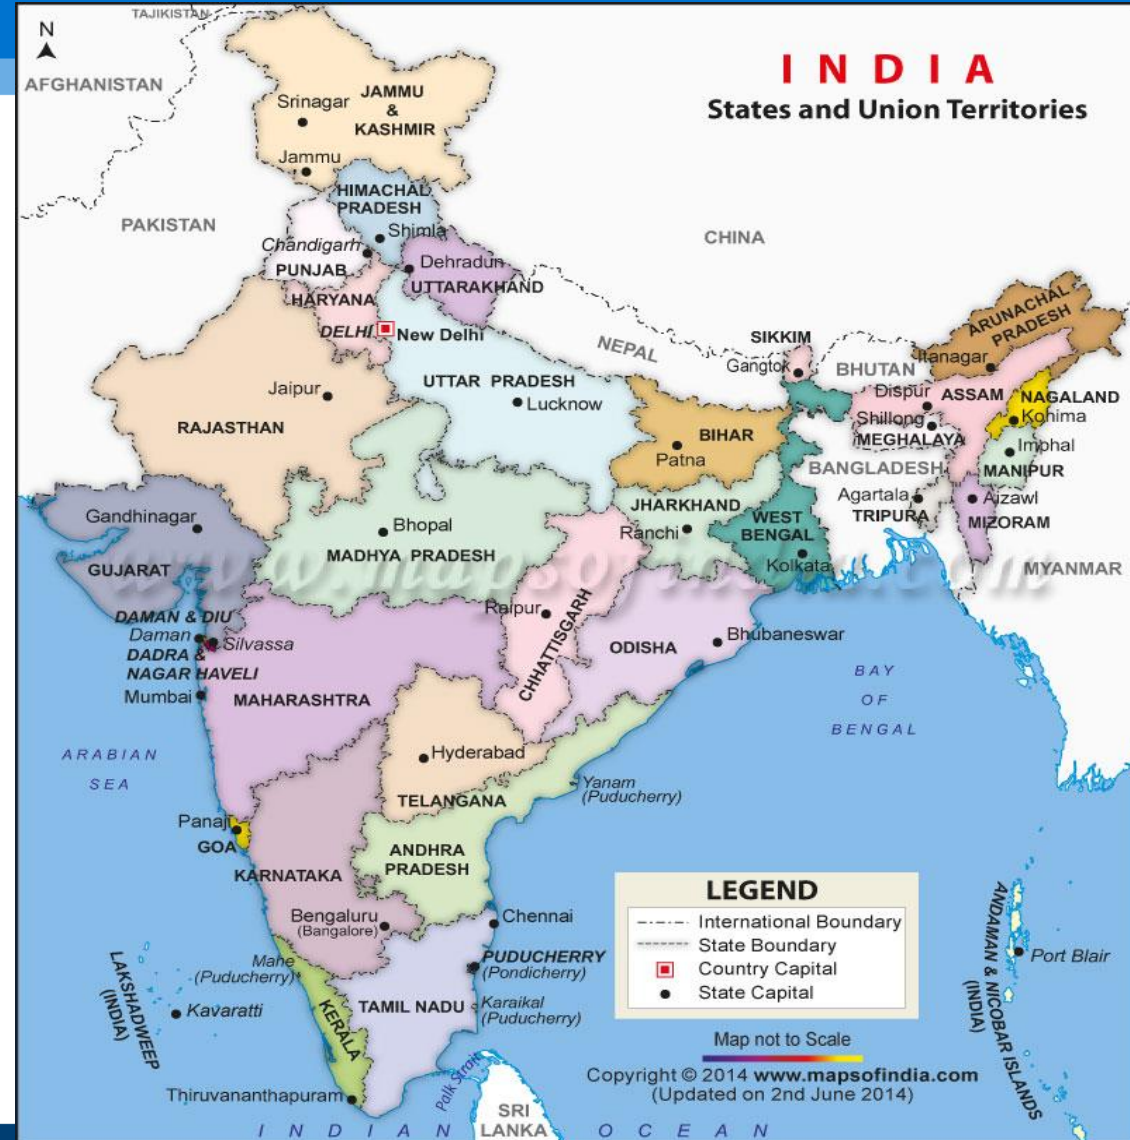 N
TAJIKISTAN
AFGHANISTAN
INDIA
States and Union Territories
JAMMU
&
KASHMIR
Srinagar
Jammu
HIMACHAL
PRADESH
PAKISTAN
Shimla
CHINA
Chandigarh
PUNJAB
Dehradun
UTTARAKHAND
HARYANA
DELHI
New Delhi
NEPAL
SIKKIM
Gangtok
BHUTAN
ARUNACHAL
PRADESH
Itanagar
Jaipur
RAJASTHAN
UTTAR PRADESH
Lucknow
Dispur
ASSAM
NAGALAND
Kohima
Shillong
MEGHALAYA
BIHAR
Patna
Imphal
MANIPUR
BANGLADESH
Gandhinagar
GUJARAT
Bhopal
MADHYA PRADESH
JHARKHAND
Ranchi
WEST
BENGAL
Kolkata
Agartala
TRIPURA
Aizawl
MIZORAM
www.mapsofindia.com
MYANMAR
DAMAN & DIU
Daman
Silvassa
DADRA &
NAGAR HAVELI
Mumbai
MAHARASHTRA
Raipur
CHHATTISGARH
ODISHA
Bhubaneswar
BAY
OF
BENGAL
ARABIAN
SEA
Hyderabad
TELANGANA
Yanam
(Puducherry)
Panaji
GOA
KARNATAKA
ANDHRA
PRADESH
Bengaluru
(Bangalore)
Chennai
Mahe
(Puducherry)
PUDUCHERRY
(Pondicherry)
LAKSHADWEEP
(INDIA)
Kavaratti
KERALA
TAMIL NADU
Karaikal
(Puducherry)
Thiruvananthapuram
Palk Strait
SRI
LANKA
INDIAN OCEAN
LEGEND
International Boundary
State Boundary
Country Capital
State Capital
Map not to Scale
Copyright © 2014 www.mapsofindia.com
(Updated on 2nd June 2014)
ANDAMAN & NICOBAR ISLANDS
(INDIA)
Port Blair